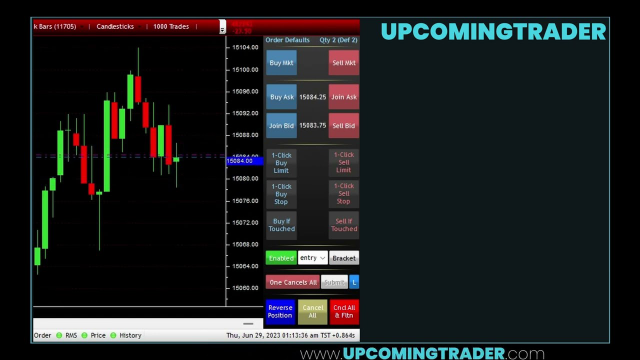 UPCOMINGTRADER
k Bars (11705) Candlesticks 1000 Trades
Order Defaults Qty 2 (Def 2)
15104.00
15100.00
15096.00
15092.00
15088.00
15084.00
15084.00
15080.00
15076.00
15072.00
15068.00
15064.00
15060.00
Buy Mkt Sell Mkt
Buy Ask 15084.25 Join Ask
Join Bid 15083.75 Sell Bid
1-Click Buy Limit
1-Click Sell Limit
1-Click Buy Stop
1-Click Sell Stop
Buy If Touched
Sell If Touched
Enabled entry Bracket
One Cancels All Submit L
Reverse Position
Cancel All
Cncl All & Fltn
Order RMS Price History
Thu, Jun 29, 2023 01:13:36 am TST +0.864s
www.UPCOMINGTRADER.com